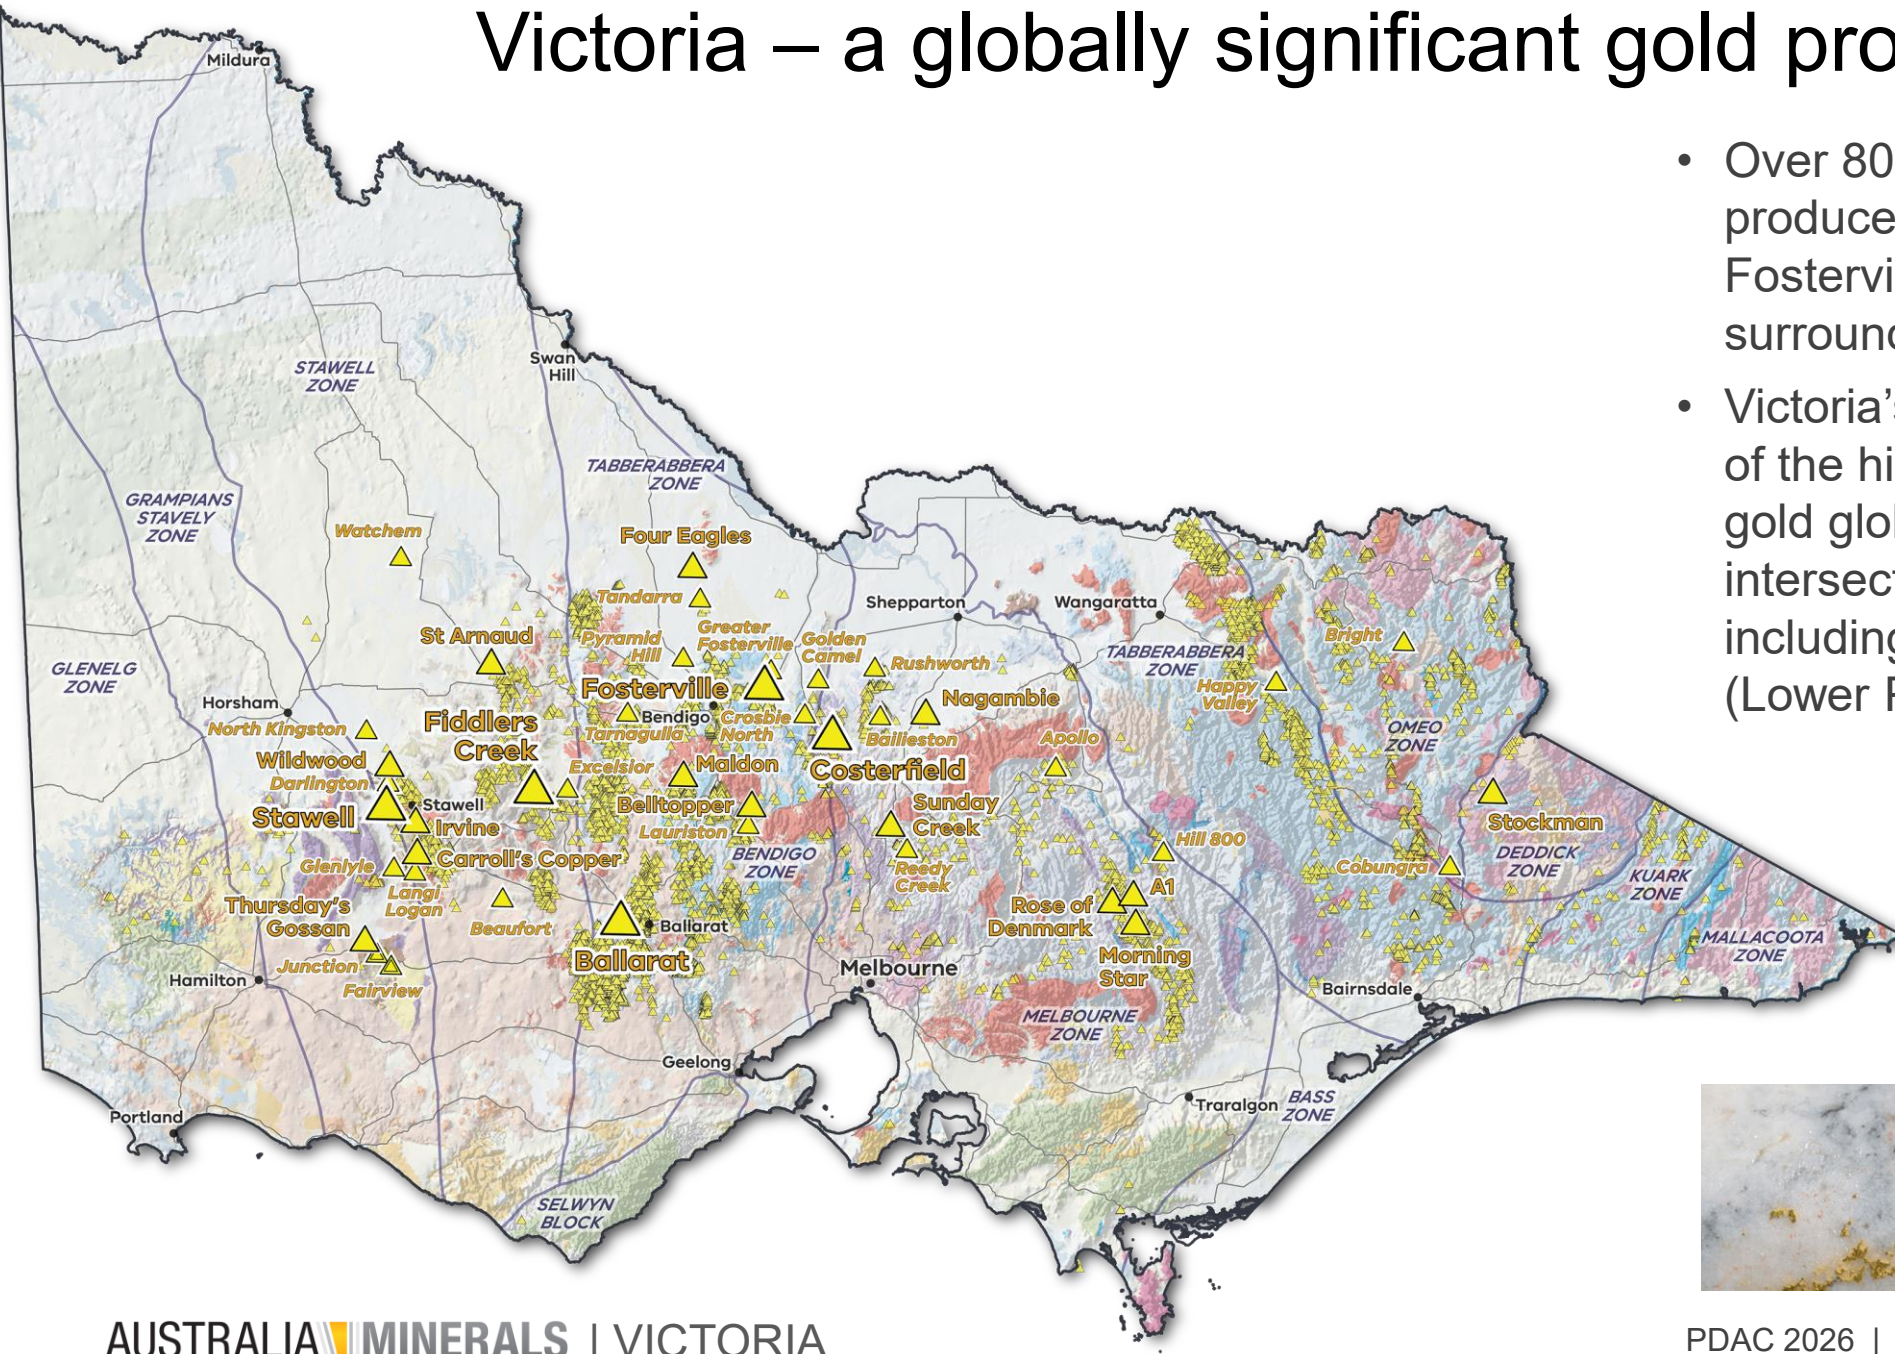 Victoria – a globally significant gold pro
• Over 80
produce
Fostervi
surround
• Victoria's
of the hi
gold glo
intersect
including
(Lower P
Mildura
Swan
Hill
STAWELL
ZONE
TABBERABBERA
ZONE
GRAMPIANS
STAVELY
ZONE
Watchem
Four Eagles
Tandarra
Shepparton
Wangaratta
St Arnaud
Pyramid
Hill
Greater
Fosterville
Golden
Camel
Rushworth
Bright
TABBERABBERA
ZONE
GLENELG
ZONE
Horsham
Fosterville
Nagambie
Happy
Valley
North Kingston
Fiddlers
Creek
Tarnagulla
Bendigo
Crosbie
North
Bailieston
Apollo
OMEO
ZONE
Wildwood
Darlington
Excelsior
Maldon
Costerfield
Stawell
Stawell
Irvine
Belltopper
Lauriston
Sunday
Creek
Stockman
Hill 800
Glenlyle
Carroll's Copper
BENDIGO
ZONE
Reedy
Creek
Cobungra
DEDDICK
ZONE
KUARK
ZONE
Langi
Logan
Thursday's
Gossan
Beaufort
Ballarat
A1
Rose of
Denmark
MALLACOOTA
ZONE
Junction
Fairview
Ballarat
Morning
Star
Hamilton
Melbourne
Bairnsdale
MELBOURNE
ZONE
Geelong
Portland
Traralgon
BASS
ZONE
SELWYN
BLOCK
AUSTRALIA MINERALS | VICTORIA
PDAC 2026 |